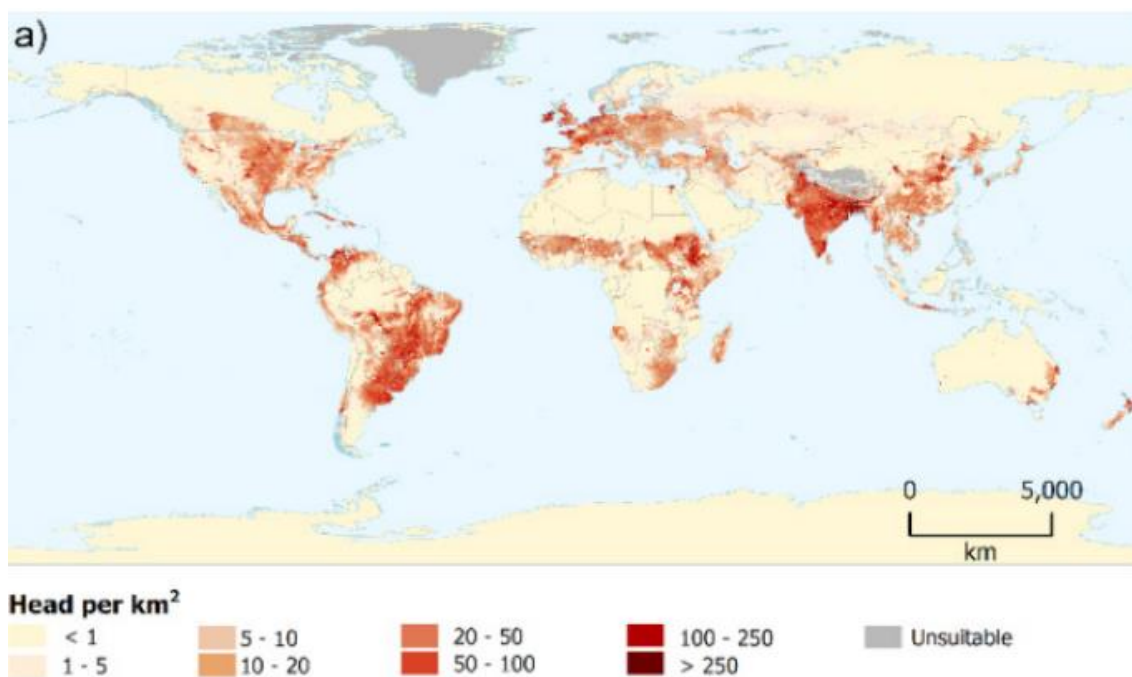 a)
0 5,000
km
Head per km²
< 1 5 - 10 20 - 50 100 - 250 Unsuitable
1 - 5 10 - 20 50 - 100 > 250